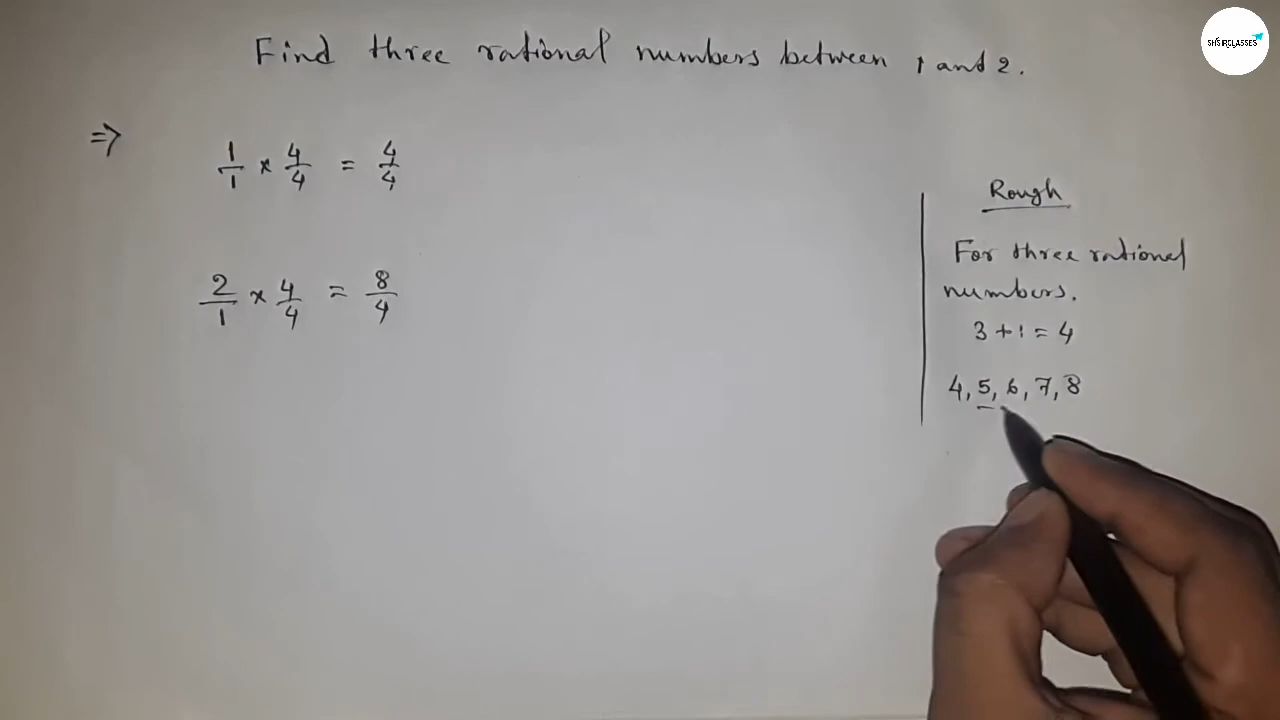 Find three rational numbers between 1 and 2.
SHSIRCLASSES
⇒ 1/1 × 4/4 = 4/4
2/1 × 4/4 = 8/4
Rough
For three rational
numbers.
3 + 1 = 4
4, 5, 6, 7, 8